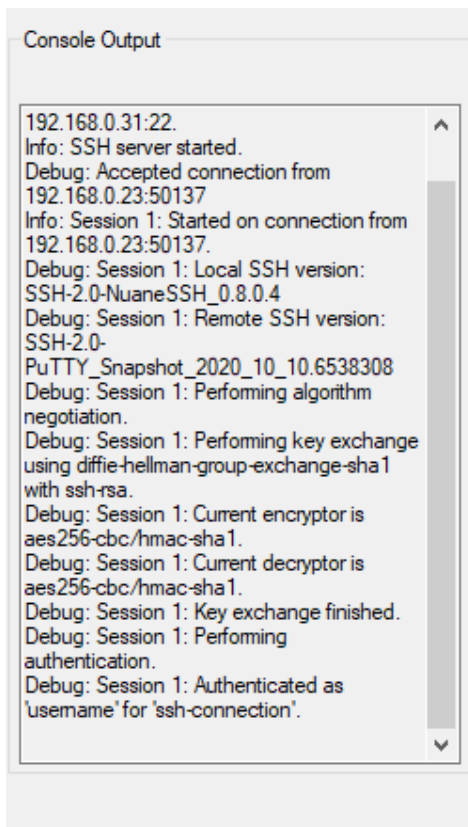 Console Output
192.168.0.31:22.
Info: SSH server started.
Debug: Accepted connection from
192.168.0.23:50137
Info: Session 1: Started on connection from
192.168.0.23:50137.
Debug: Session 1: Local SSH version:
SSH-2.0-NuaneSSH_0.8.0.4
Debug: Session 1: Remote SSH version:
SSH-2.0-
PuTTY_Snapshot_2020_10_10.6538308
Debug: Session 1: Performing algorithm
negotiation.
Debug: Session 1: Performing key exchange
using diffie-hellman-group-exchange-sha1
with ssh-rsa.
Debug: Session 1: Current encryptor is
aes256-cbc/hmac-sha1.
Debug: Session 1: Current decryptor is
aes256-cbc/hmac-sha1.
Debug: Session 1: Key exchange finished.
Debug: Session 1: Performing
authentication.
Debug: Session 1: Authenticated as
'username' for 'ssh-connection'.